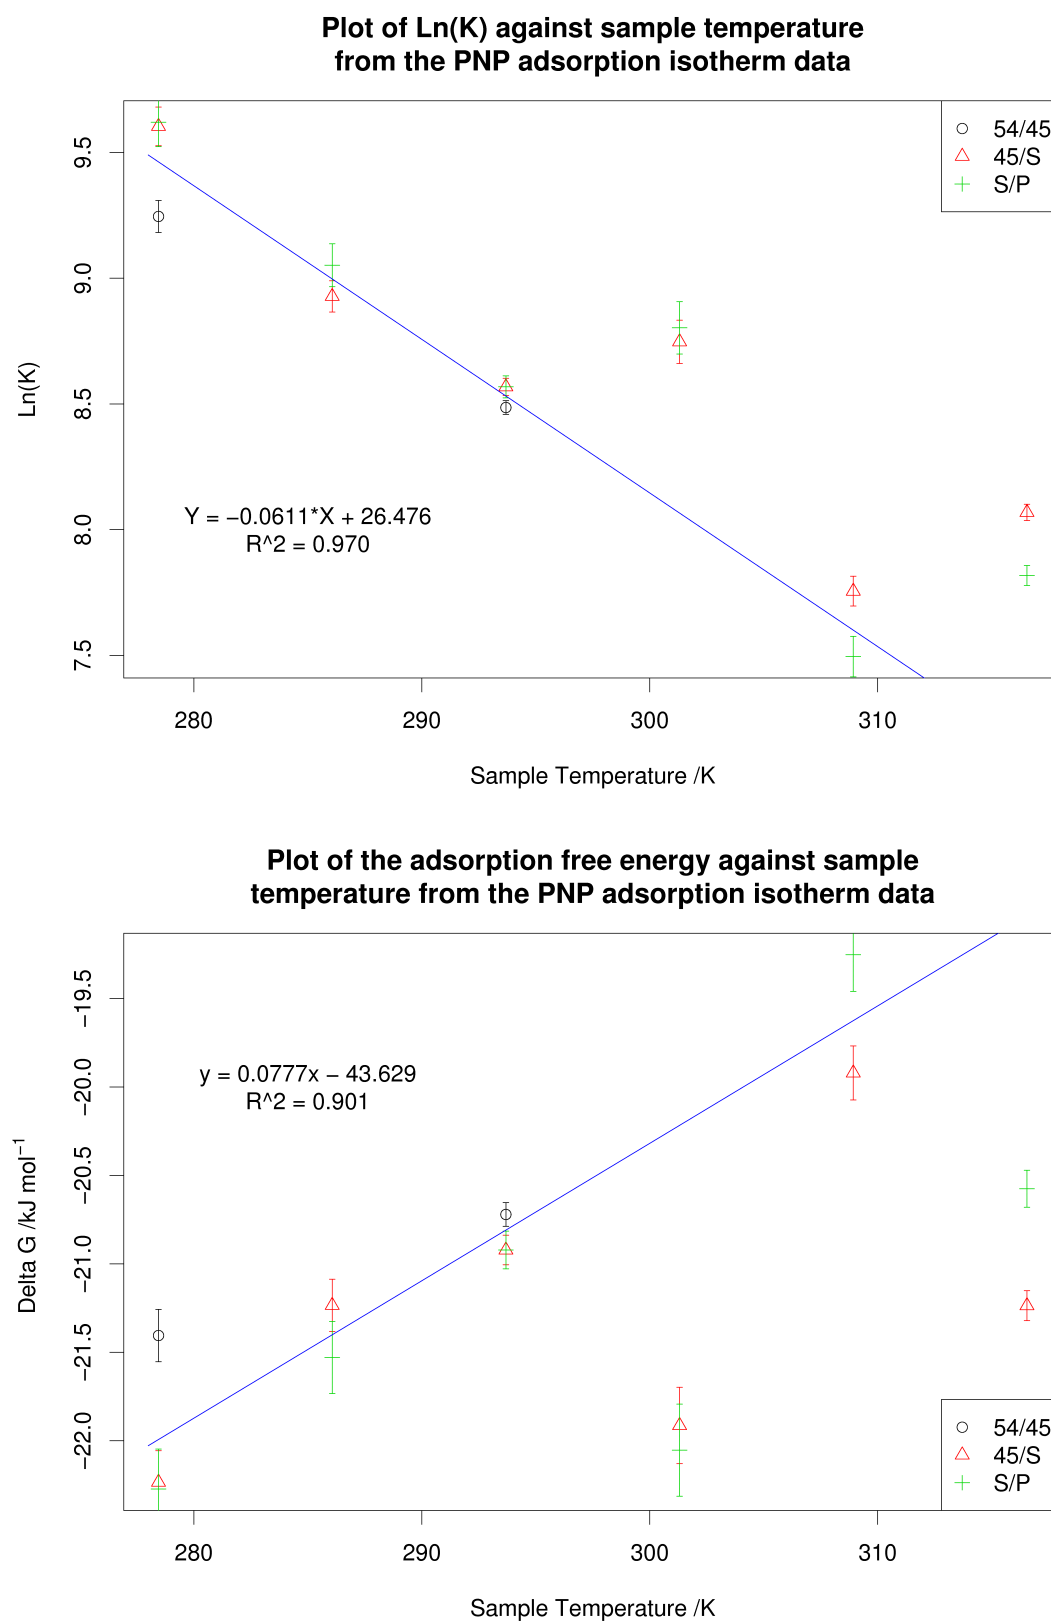 Plot of Ln(K) against sample temperature
from the PNP adsorption isotherm data
54/45
45/S
S/P
9.5
9.0
8.5
8.0
7.5
Ln(K)
Y = −0.0611*X + 26.476
R^2 = 0.970
280
290
300
310
Sample Temperature /K
Plot of the adsorption free energy against sample
temperature from the PNP adsorption isotherm data
−19.5
−20.0
−20.5
−21.0
−21.5
−22.0
Delta G /kJ mol⁻¹
y = 0.0777x − 43.629
R^2 = 0.901
54/45
45/S
S/P
280
290
300
310
Sample Temperature /K